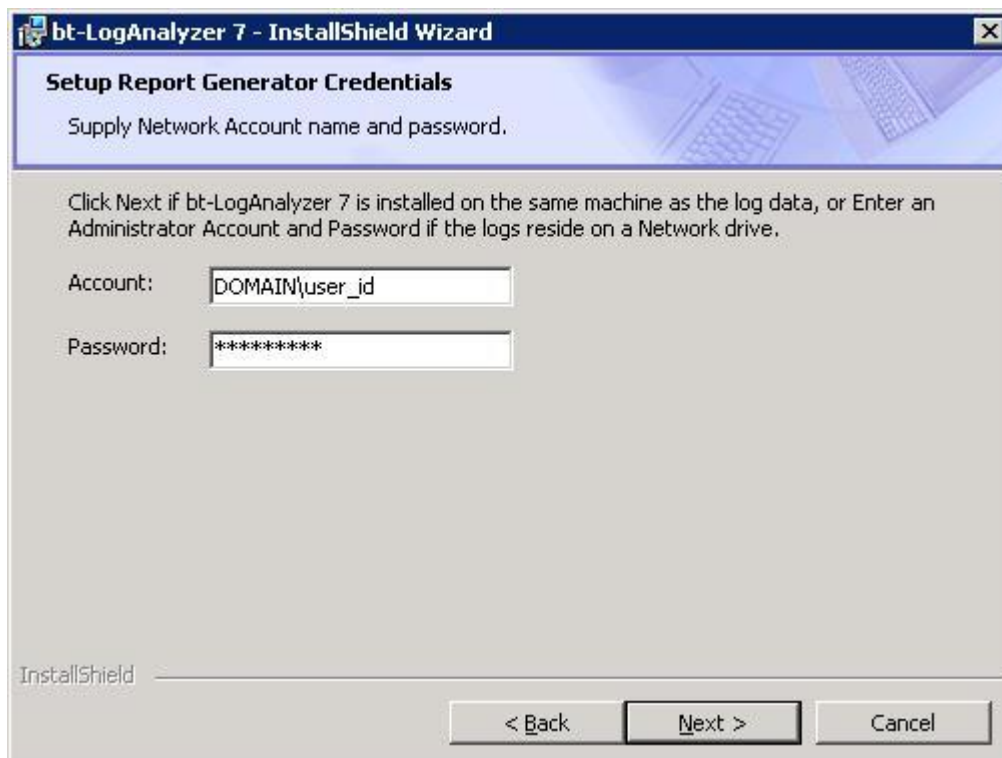 bt-LogAnalyzer 7 - InstallShield Wizard
Setup Report Generator Credentials
Supply Network Account name and password.
Click Next if bt-LogAnalyzer 7 is installed on the same machine as the log data, or Enter an
Administrator Account and Password if the logs reside on a Network drive.
Account: DOMAIN\user_id
Password: *********
InstallShield
< Back Next > Cancel